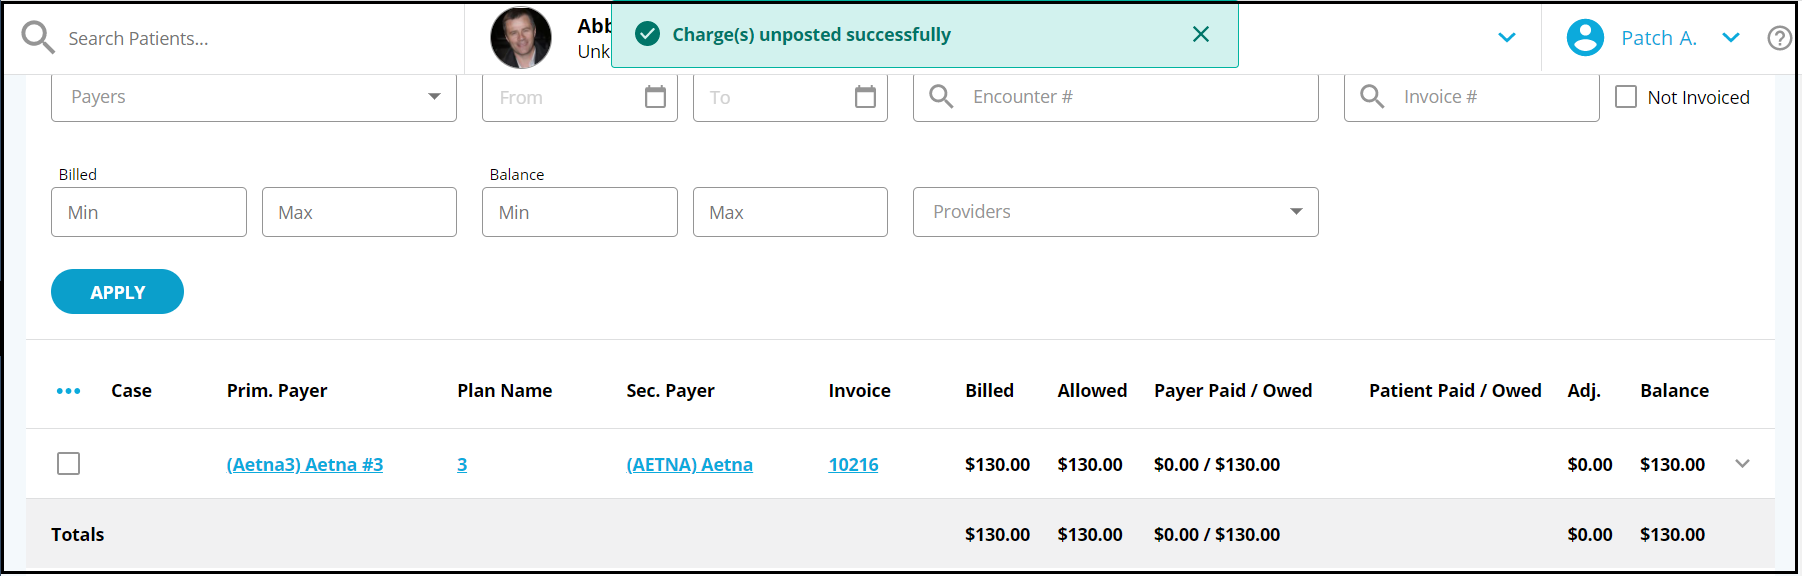 Search Patients...
Abb
Unk
Charge(s) unposted successfully
Patch A.
Payers
From
To
Encounter #
Invoice #
Not Invoiced
Billed
Balance
Min
Max
Min
Max
Providers
APPLY
Case Prim. Payer Plan Name Sec. Payer Invoice Billed Allowed Payer Paid / Owed Patient Paid / Owed Adj. Balance
(Aetna3) Aetna #3 3 (AETNA) Aetna 10216 $130.00 $130.00 $0.00 / $130.00 $0.00 $130.00
Totals $130.00 $130.00 $0.00 / $130.00 $0.00 $130.00